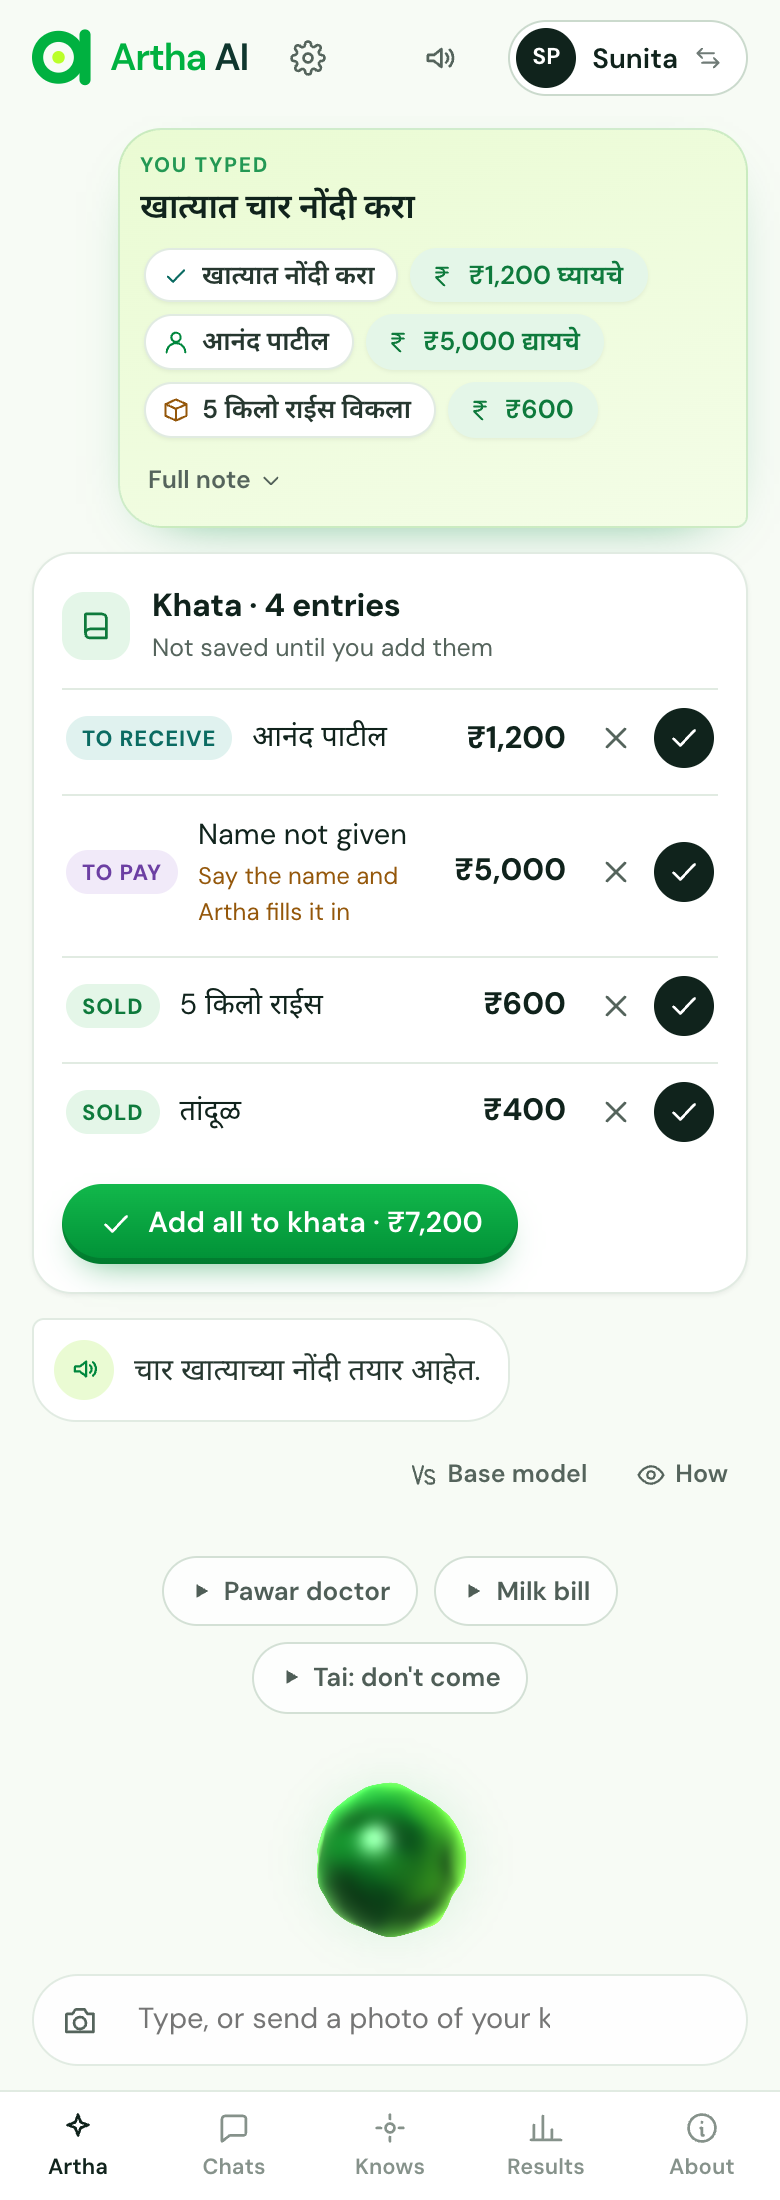 Artha AI
SP Sunita
YOU TYPED
खात्यात चार नोंदी करा
खात्यात नोंदी करा ₹ ₹1,200 घ्यायचे
आनंद पाटील ₹ ₹5,000 द्यायचे
5 किलो राईस विकला ₹ ₹600
Full note
Khata · 4 entries
Not saved until you add them
TO RECEIVE आनंद पाटील ₹1,200
Name not given
TO PAY Say the name and ₹5,000
Artha fills it in
SOLD 5 किलो राईस ₹600
SOLD तांदूळ ₹400
Add all to khata · ₹7,200
चार खात्याच्या नोंदी तयार आहेत.
Vs Base model How
Pawar doctor Milk bill
Tai: don't come
Type, or send a photo of your k
Artha Chats Knows Results About